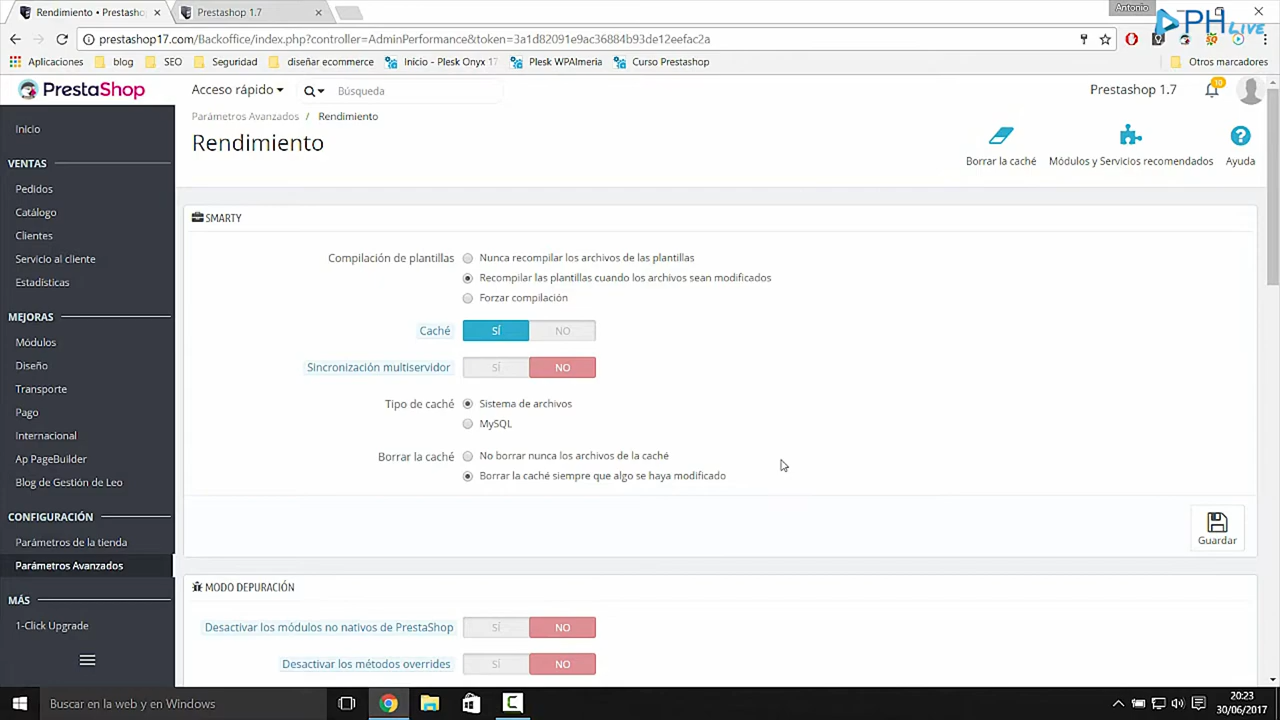 Rendimiento • Prestasho
Prestashop 1.7
Antonio
PH LIVE
prestashop17.com/Backoffice/index.php?controller=AdminPerformance&token=3a1d82091e9ac36884b93de12eefac2a
Aplicaciones
blog
SEO
Seguridad
diseñar ecommerce
Inicio - Plesk Onyx 17
Plesk WPAlmeria
Curso Prestashop
Otros marcadores
PrestaShop
Acceso rápido
Búsqueda
Prestashop 1.7
10
Parámetros Avanzados / Rendimiento
Rendimiento
Borrar la caché
Módulos y Servicios recomendados
Ayuda
Inicio
VENTAS
Pedidos
Catálogo
Clientes
Servicio al cliente
Estadísticas
MEJORAS
Módulos
Diseño
Transporte
Pago
Internacional
Ap PageBuilder
Blog de Gestión de Leo
CONFIGURACIÓN
Parámetros de la tienda
Parámetros Avanzados
MÁS
1-Click Upgrade
SMARTY
Compilación de plantillas
Nunca recompilar los archivos de las plantillas
Recompilar las plantillas cuando los archivos sean modificados
Forzar compilación
Caché SÍ NO
Sincronización multiservidor SÍ NO
Tipo de caché
Sistema de archivos
MySQL
Borrar la caché
No borrar nunca los archivos de la caché
Borrar la caché siempre que algo se haya modificado
Guardar
MODO DEPURACIÓN
Desactivar los módulos no nativos de PrestaShop SÍ NO
Desactivar los métodos overrides SÍ NO
Buscar en la web y en Windows
20:23
30/06/2017